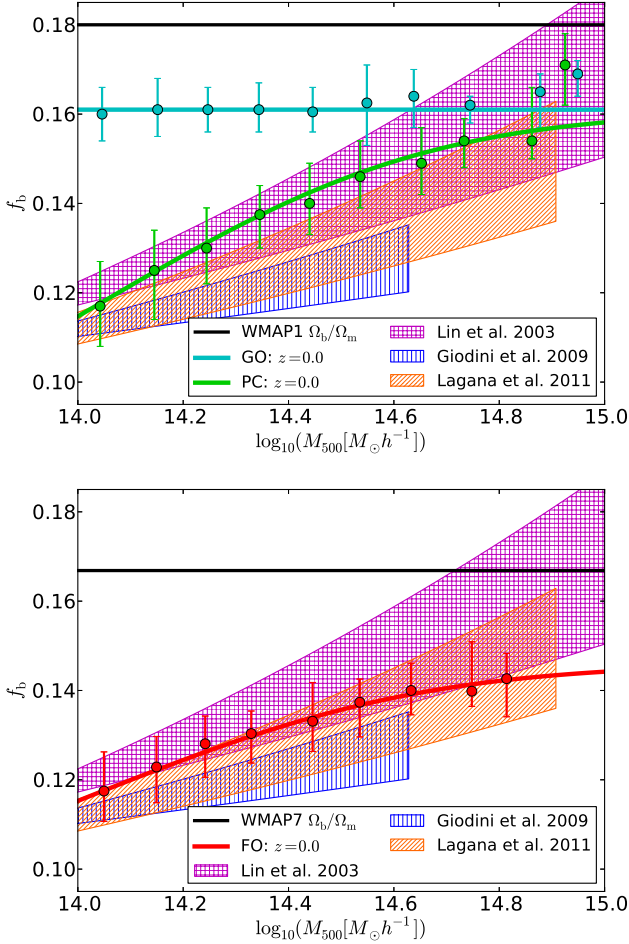 0.18
0.16
0.14
0.12
0.10
f_b
WMAP1 Ω_b/Ω_m
GO: z=0.0
PC: z=0.0
Lin et al. 2003
Giodini et al. 2009
Lagana et al. 2011
14.0 14.2 14.4 14.6 14.8 15.0
log_10(M_500[M_⊙h^−1])
0.18
0.16
0.14
0.12
0.10
f_b
WMAP7 Ω_b/Ω_m
FO: z=0.0
Lin et al. 2003
Giodini et al. 2009
Lagana et al. 2011
14.0 14.2 14.4 14.6 14.8 15.0
log_10(M_500[M_⊙h^−1])